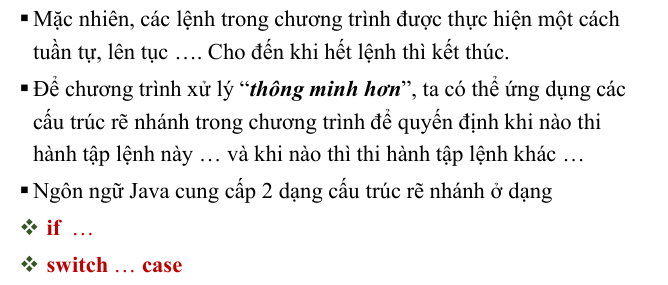 ▪ Mặc nhiên, các lệnh trong chương trình được thực hiện một cách
tuần tự, lên tục …. Cho đến khi hết lệnh thì kết thúc.
▪ Để chương trình xử lý “thông minh hơn”, ta có thể ứng dụng các
cấu trúc rẽ nhánh trong chương trình để quyến định khi nào thi
hành tập lệnh này … và khi nào thì thi hành tập lệnh khác …
▪ Ngôn ngữ Java cung cấp 2 dạng cấu trúc rẽ nhánh ở dạng
❖ if …
❖ switch … case